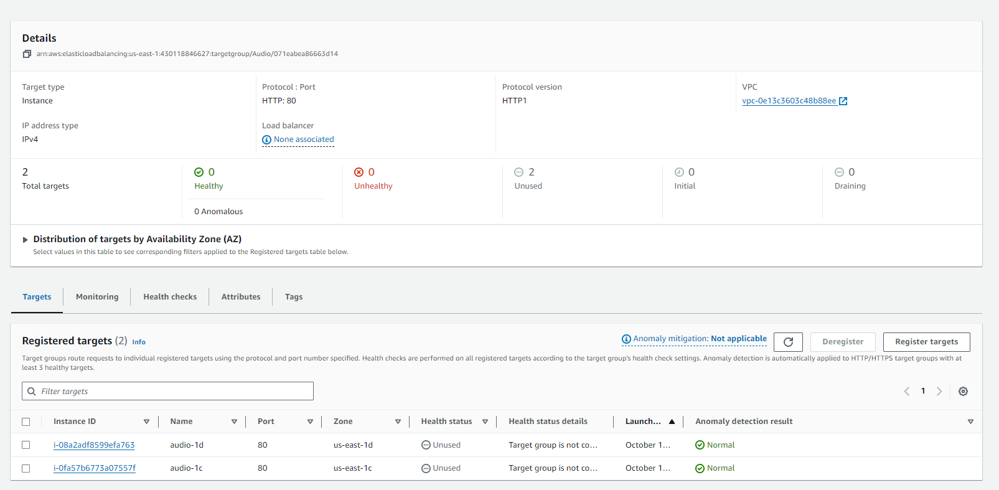 Details
arn:aws:elasticloadbalancing:us-east-1:430118846627:targetgroup/Audio/071eabea86663d14
Target type
Instance
Protocol : Port
HTTP: 80
Protocol version
HTTP1
VPC
vpc-0e13c3603c48b88ee
IP address type
IPv4
Load balancer
None associated
2
Total targets
0
Healthy
0 Anomalous
0
Unhealthy
2
Unused
0
Initial
0
Draining
Distribution of targets by Availability Zone (AZ)
Select values in this table to see corresponding filters applied to the Registered targets table below.
Targets Monitoring Health checks Attributes Tags
Registered targets (2) Info
Anomaly mitigation: Not applicable
Deregister
Register targets
Target groups route requests to individual registered targets using the protocol and port number specified. Health checks are performed on all registered targets according to the target group's health check settings. Anomaly detection is automatically applied to HTTP/HTTPS target groups with at
least 3 healthy targets.
Filter targets
1
Instance ID Name Port Zone Health status Health status details Launch... Anomaly detection result
i-08a2adf8599efa763 audio-1d 80 us-east-1d Unused Target group is not co... October 1... Normal
i-0fa57b6773a07557f audio-1c 80 us-east-1c Unused Target group is not co... October 1... Normal